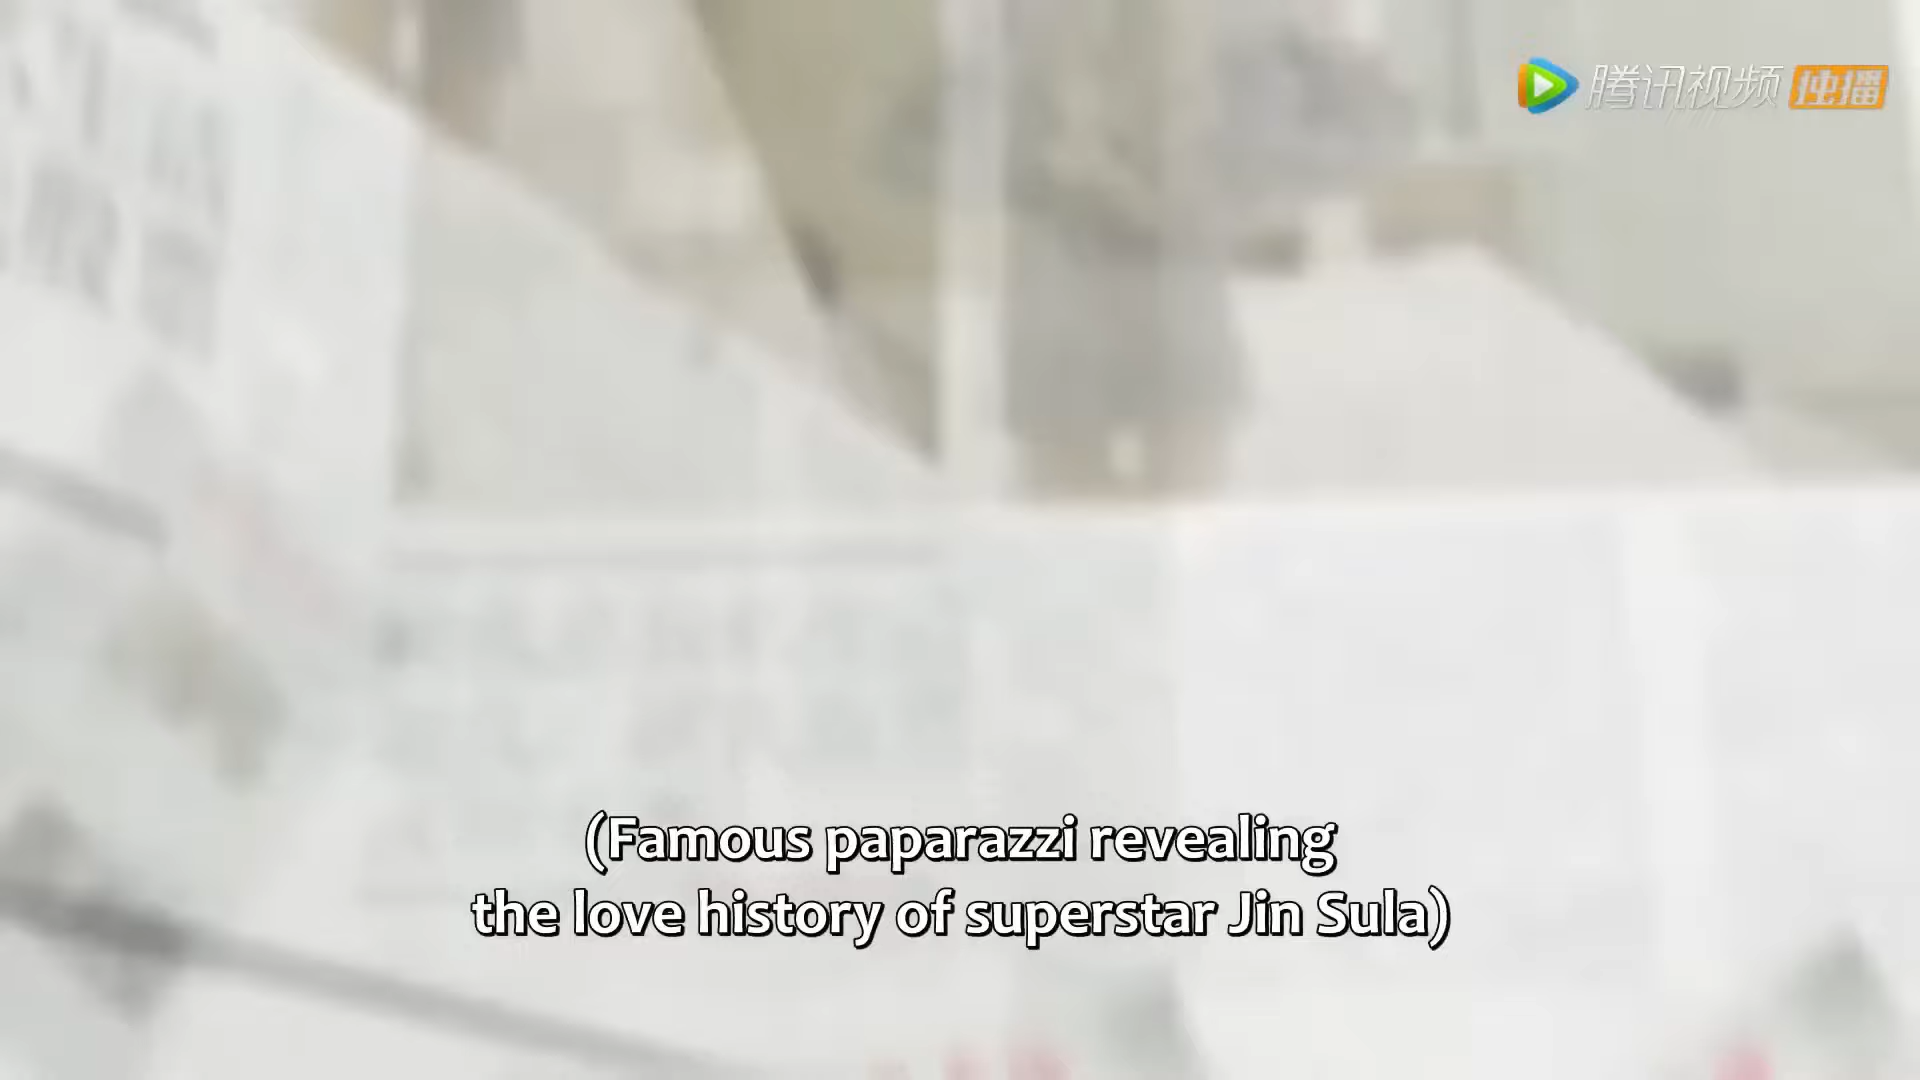 腾讯视频 独播
(Famous paparazzi revealing
the love history of superstar Jin Sula)